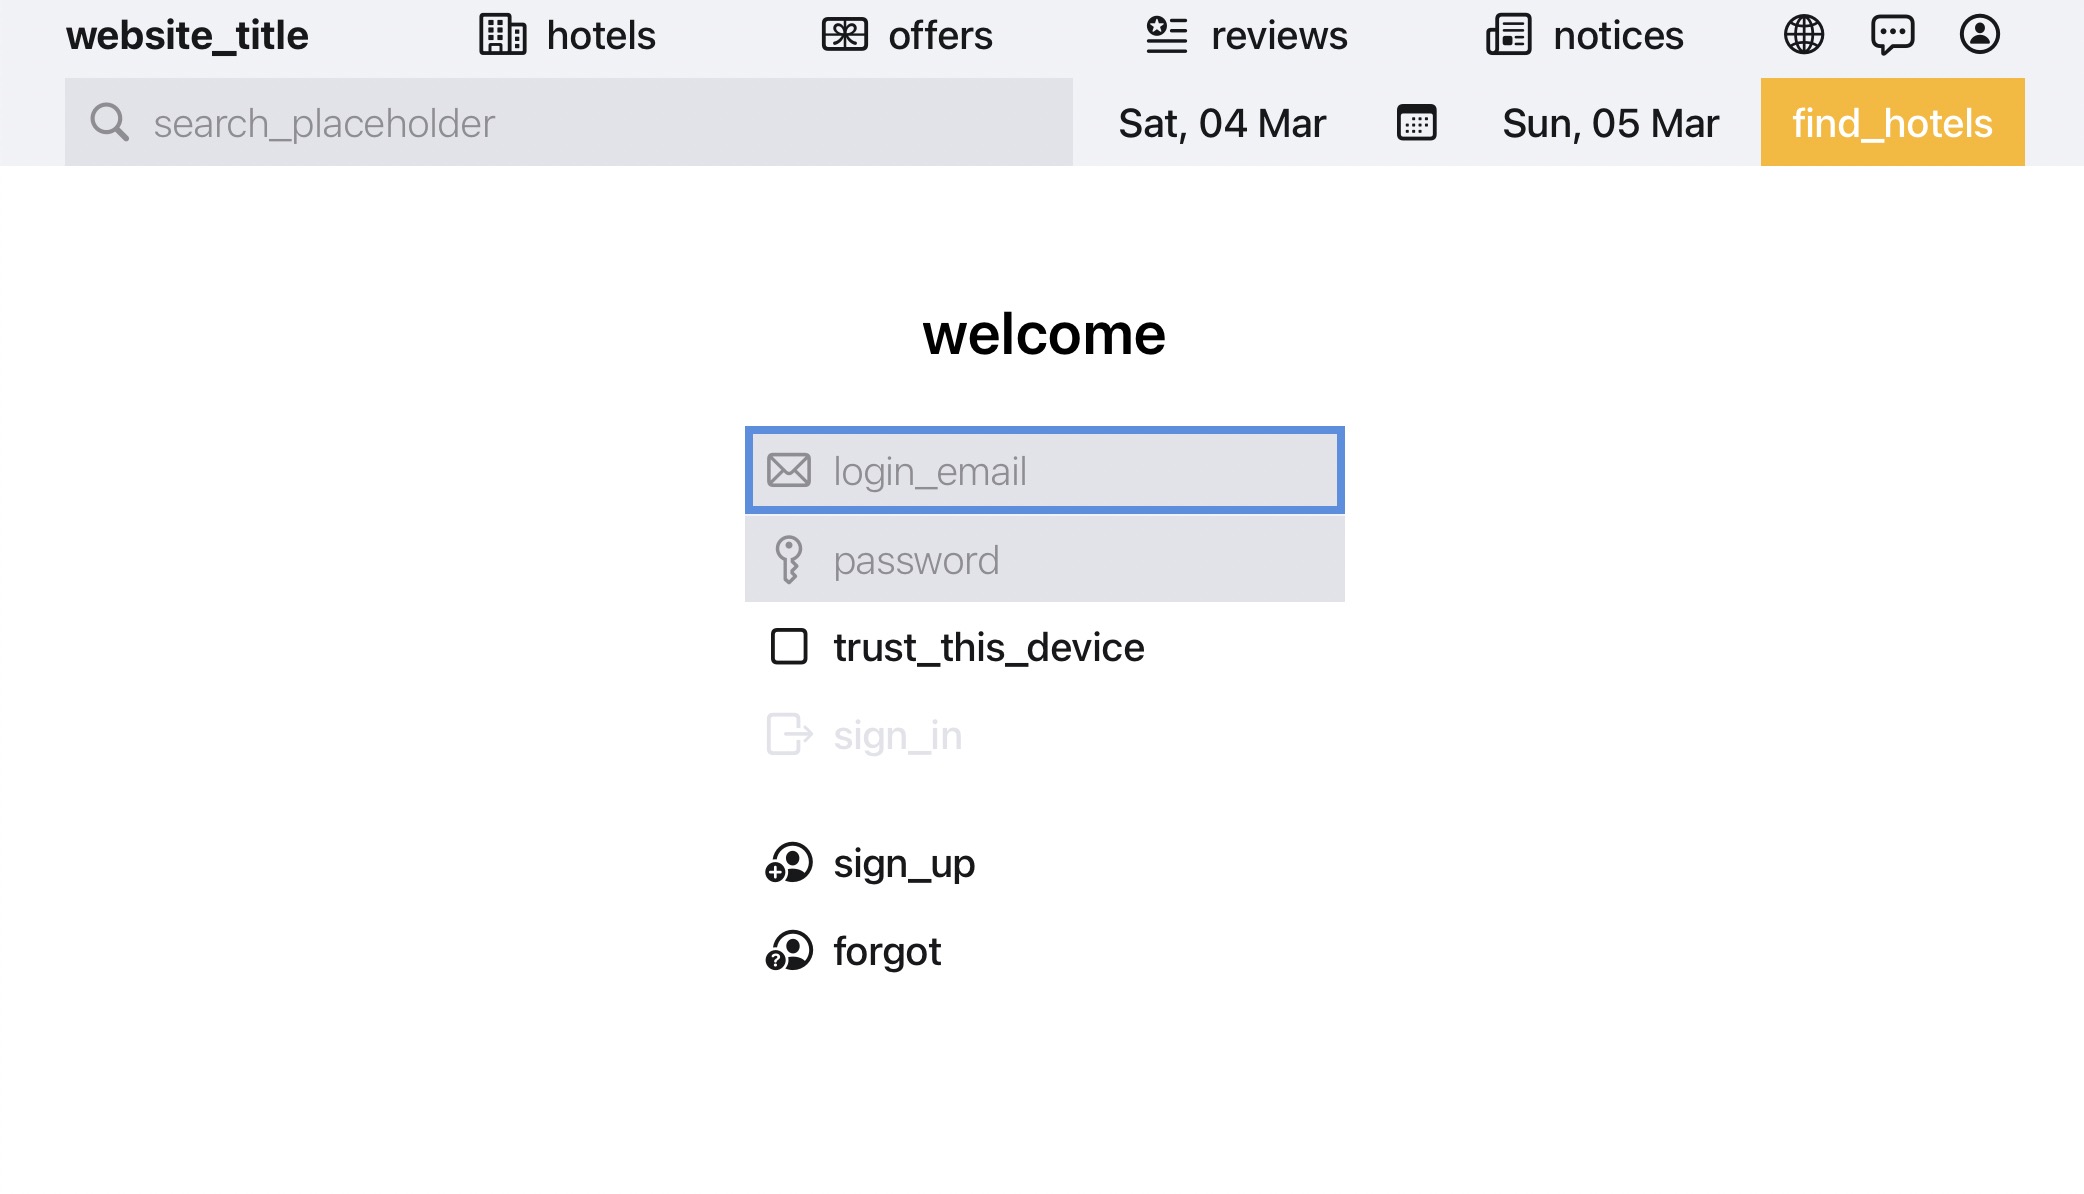 website_title hotels offers reviews notices
search_placeholder Sat, 04 Mar Sun, 05 Mar find_hotels
welcome
login_email
password
trust_this_device
sign_in
sign_up
forgot